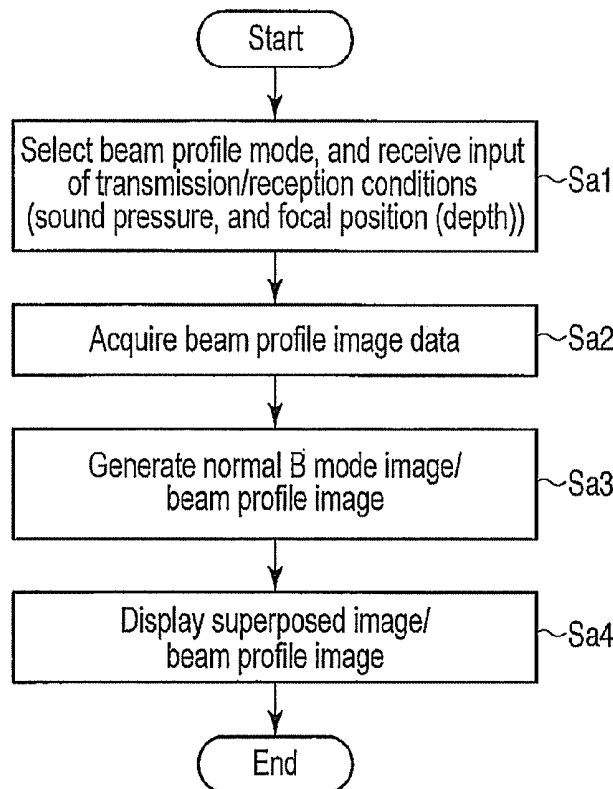 Start
Select beam profile mode, and receive input
of transmission/reception conditions
(sound pressure, and focal position (depth))
Sa1
Acquire beam profile image data
Sa2
Generate normal B mode image/
beam profile image
Sa3
Display superposed image/
beam profile image
Sa4
End